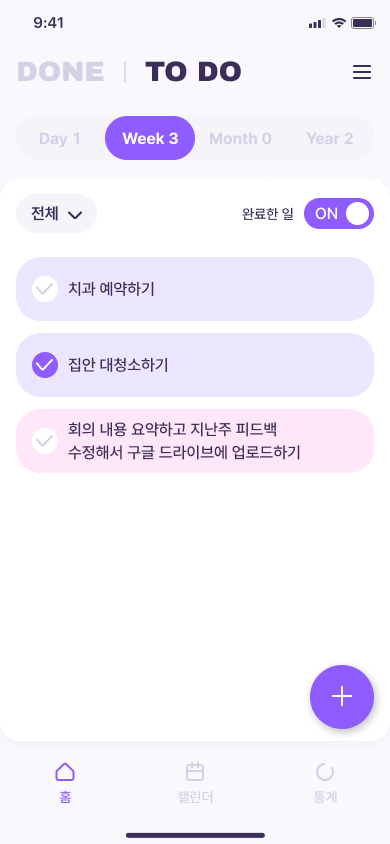 9:41
DONE | TO DO
Day 1 Week 3 Month 0 Year 2
전체 완료한 일 ON
치과 예약하기
집안 대청소하기
회의 내용 요약하고 지난주 피드백
수정해서 구글 드라이브에 업로드하기
홈 캘린더 통계